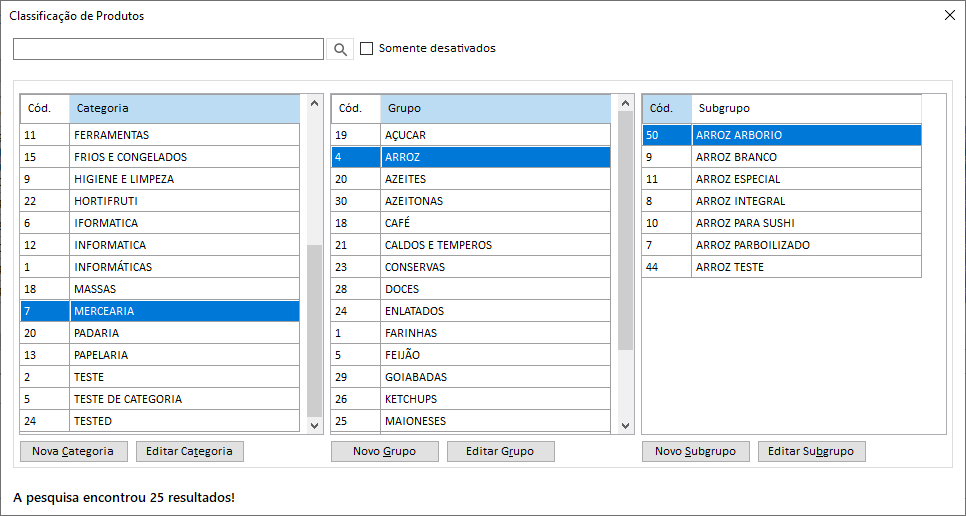 Classificação de Produtos
Somente desativados
Cód. Categoria
11 FERRAMENTAS
15 FRIOS E CONGELADOS
9 HIGIENE E LIMPEZA
22 HORTIFRUTI
6 IFORMATICA
12 INFORMATICA
1 INFORMÁTICAS
18 MASSAS
7 MERCEARIA
20 PADARIA
13 PAPELARIA
2 TESTE
5 TESTE DE CATEGORIA
24 TESTED
Nova Categoria Editar Categoria
Cód. Grupo
19 AÇUCAR
4 ARROZ
20 AZEITES
30 AZEITONAS
18 CAFÉ
21 CALDOS E TEMPEROS
23 CONSERVAS
28 DOCES
24 ENLATADOS
1 FARINHAS
5 FEIJÃO
29 GOIABADAS
26 KETCHUPS
25 MAIONESES
Novo Grupo Editar Grupo
Cód. Subgrupo
50 ARROZ ARBORIO
9 ARROZ BRANCO
11 ARROZ ESPECIAL
8 ARROZ INTEGRAL
10 ARROZ PARA SUSHI
7 ARROZ PARBOILIZADO
44 ARROZ TESTE
Novo Subgrupo Editar Subgrupo
A pesquisa encontrou 25 resultados!